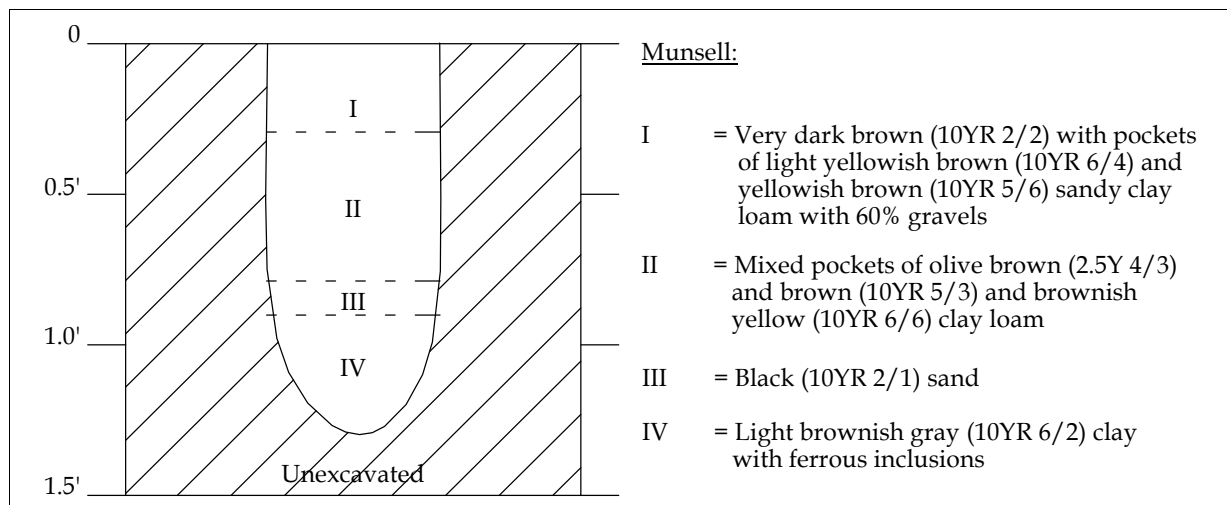 0
0.5'
1.0'
1.5'
I
II
III
IV
Unexcavated
Munsell:
I = Very dark brown (10YR 2/2) with pockets
of light yellowish brown (10YR 6/4) and
yellowish brown (10YR 5/6) sandy clay
loam with 60% gravels
II = Mixed pockets of olive brown (2.5Y 4/3)
and brown (10YR 5/3) and brownish
yellow (10YR 6/6) clay loam
III = Black (10YR 2/1) sand
IV = Light brownish gray (10YR 6/2) clay
with ferrous inclusions